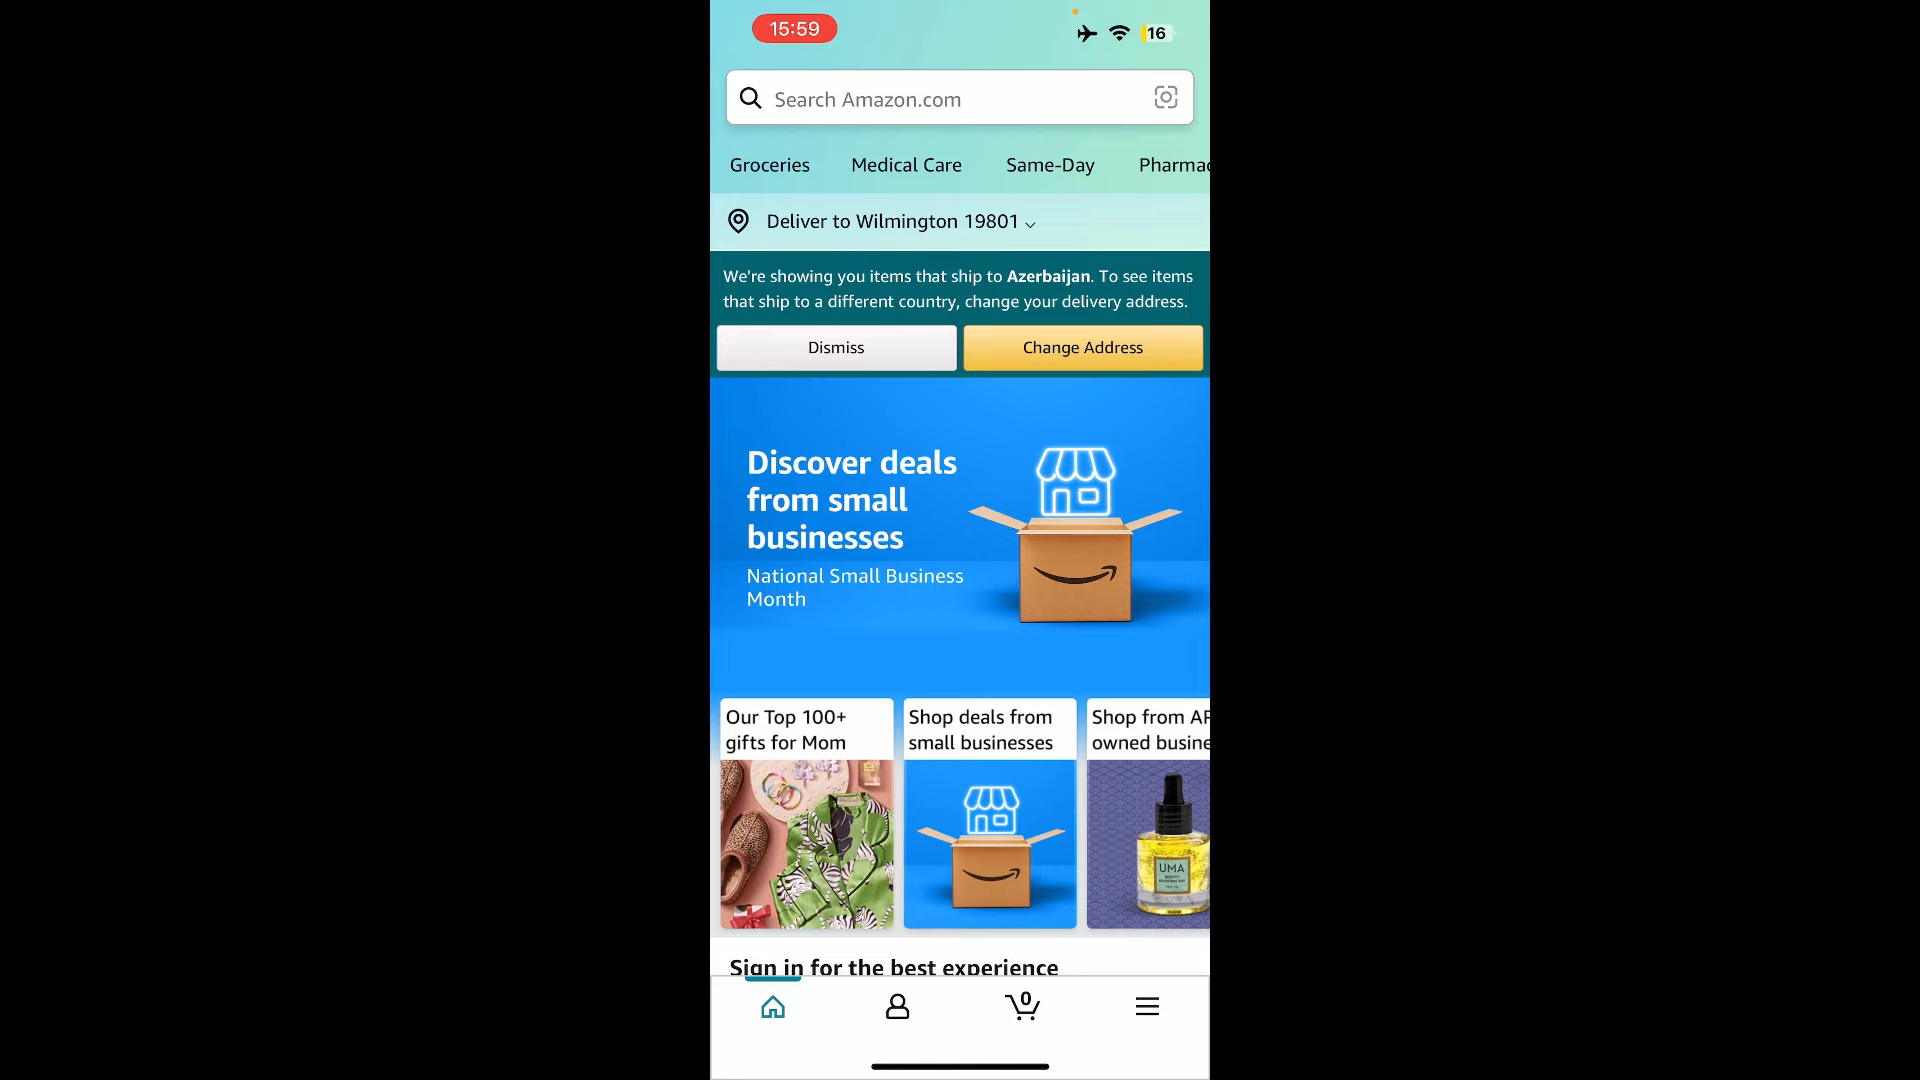 15:59
16
Search Amazon.com
Groceries Medical Care Same-Day Pharmac
Deliver to Wilmington 19801
We're showing you items that ship to Azerbaijan. To see items
that ship to a different country, change your delivery address.
Dismiss Change Address
Discover deals
from small
businesses
National Small Business
Month
Our Top 100+
gifts for Mom
Shop deals from
small businesses
Shop from AP
owned busine
UMA
Sign in for the best experience
0